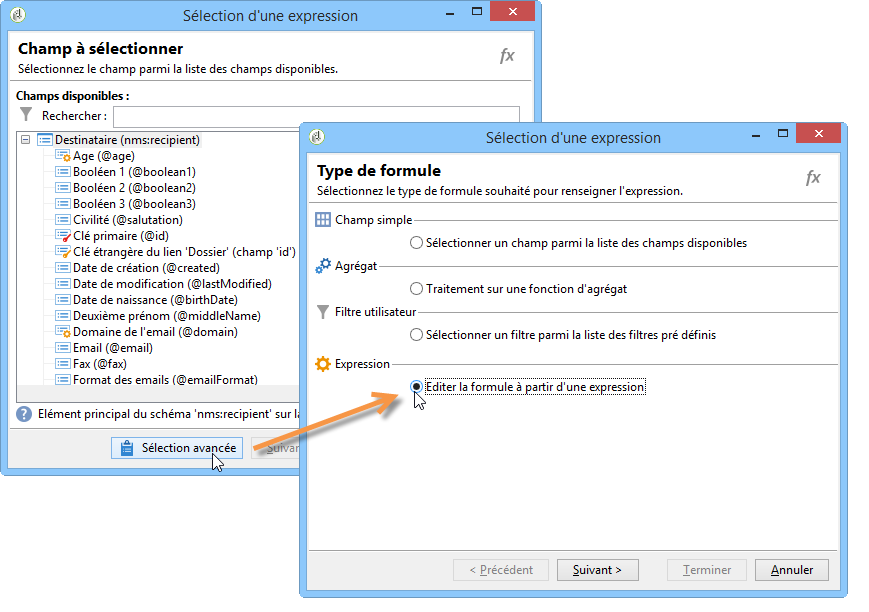 Sélection d'une expression
Champ à sélectionner
Sélectionnez le champ parmi la liste des champs disponibles.
fx
Champs disponibles :
Rechercher :
Destinataire (nms:recipient)
Age (@age)
Booléen 1 (@boolean1)
Booléen 2 (@boolean2)
Booléen 3 (@boolean3)
Civilité (@salutation)
Clé primaire (@id)
Clé étrangère du lien 'Dossier' (champ 'id')
Date de création (@created)
Date de modification (@lastModified)
Date de naissance (@birthDate)
Deuxième prénom (@middleName)
Domaine de l'email (@domain)
Email (@email)
Fax (@fax)
Format des emails (@emailFormat)
Elément principal du schéma 'nms:recipient' sur la
Sélection avancée
Suivan
Sélection d'une expression
Type de formule
Sélectionnez le type de formule souhaité pour renseigner l'expression.
fx
Champ simple
Sélectionner un champ parmi la liste des champs disponibles
Agrégat
Traitement sur une fonction d'agrégat
Filtre utilisateur
Sélectionner un filtre parmi la liste des filtres pré définis
Expression
Editer la formule à partir d'une expression
< Précédent
Suivant >
Terminer
Annuler